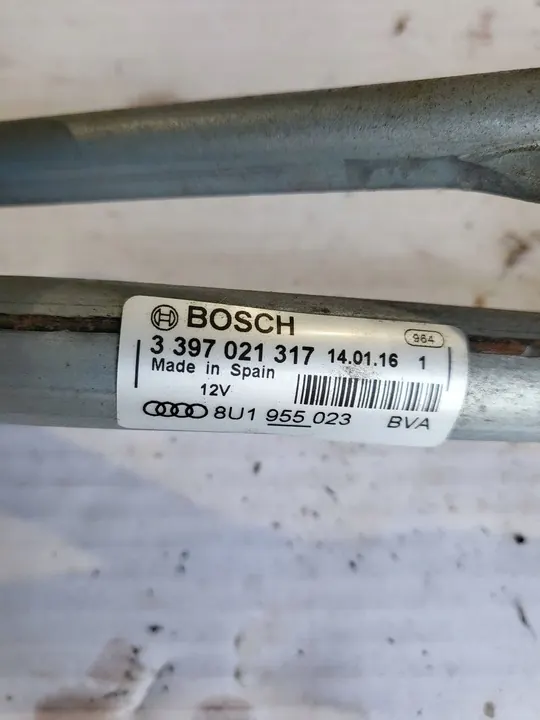 BOSCH 964
3 397 021 317 14.01.16 1
Made in Spain
12V
8U1 955 023 BVA